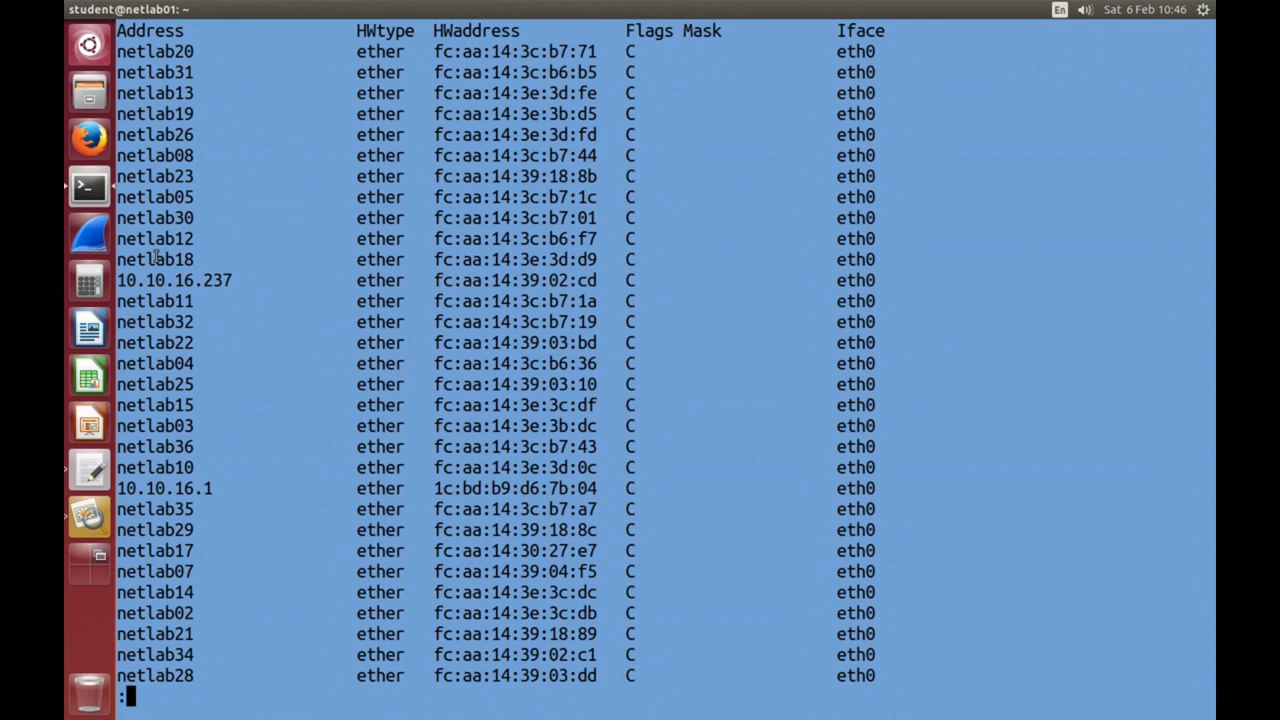 student@netlab01: ~
En
Sat 6 Feb 10:46
Address HWtype HWaddress Flags Mask Iface
netlab20 ether fc:aa:14:3c:b7:71 C eth0
netlab31 ether fc:aa:14:3c:b6:b5 C eth0
netlab13 ether fc:aa:14:3e:3d:fe C eth0
netlab19 ether fc:aa:14:3e:3b:d5 C eth0
netlab26 ether fc:aa:14:3e:3d:fd C eth0
netlab08 ether fc:aa:14:3c:b7:44 C eth0
netlab23 ether fc:aa:14:39:18:8b C eth0
netlab05 ether fc:aa:14:3c:b7:1c C eth0
netlab30 ether fc:aa:14:3c:b7:01 C eth0
netlab12 ether fc:aa:14:3c:b6:f7 C eth0
netlab18 ether fc:aa:14:3e:3d:d9 C eth0
10.10.16.237 ether fc:aa:14:39:02:cd C eth0
netlab11 ether fc:aa:14:3c:b7:1a C eth0
netlab32 ether fc:aa:14:3c:b7:19 C eth0
netlab22 ether fc:aa:14:39:03:bd C eth0
netlab04 ether fc:aa:14:3c:b6:36 C eth0
netlab25 ether fc:aa:14:39:03:10 C eth0
netlab15 ether fc:aa:14:3e:3c:df C eth0
netlab03 ether fc:aa:14:3e:3b:dc C eth0
netlab36 ether fc:aa:14:3c:b7:43 C eth0
netlab10 ether fc:aa:14:3e:3d:0c C eth0
10.10.16.1 ether 1c:bd:b9:d6:7b:04 C eth0
netlab35 ether fc:aa:14:3c:b7:a7 C eth0
netlab29 ether fc:aa:14:39:18:8c C eth0
netlab17 ether fc:aa:14:30:27:e7 C eth0
netlab07 ether fc:aa:14:39:04:f5 C eth0
netlab14 ether fc:aa:14:3e:3c:dc C eth0
netlab02 ether fc:aa:14:3e:3c:db C eth0
netlab21 ether fc:aa:14:39:18:89 C eth0
netlab34 ether fc:aa:14:39:02:c1 C eth0
netlab28 ether fc:aa:14:39:03:dd C eth0
: